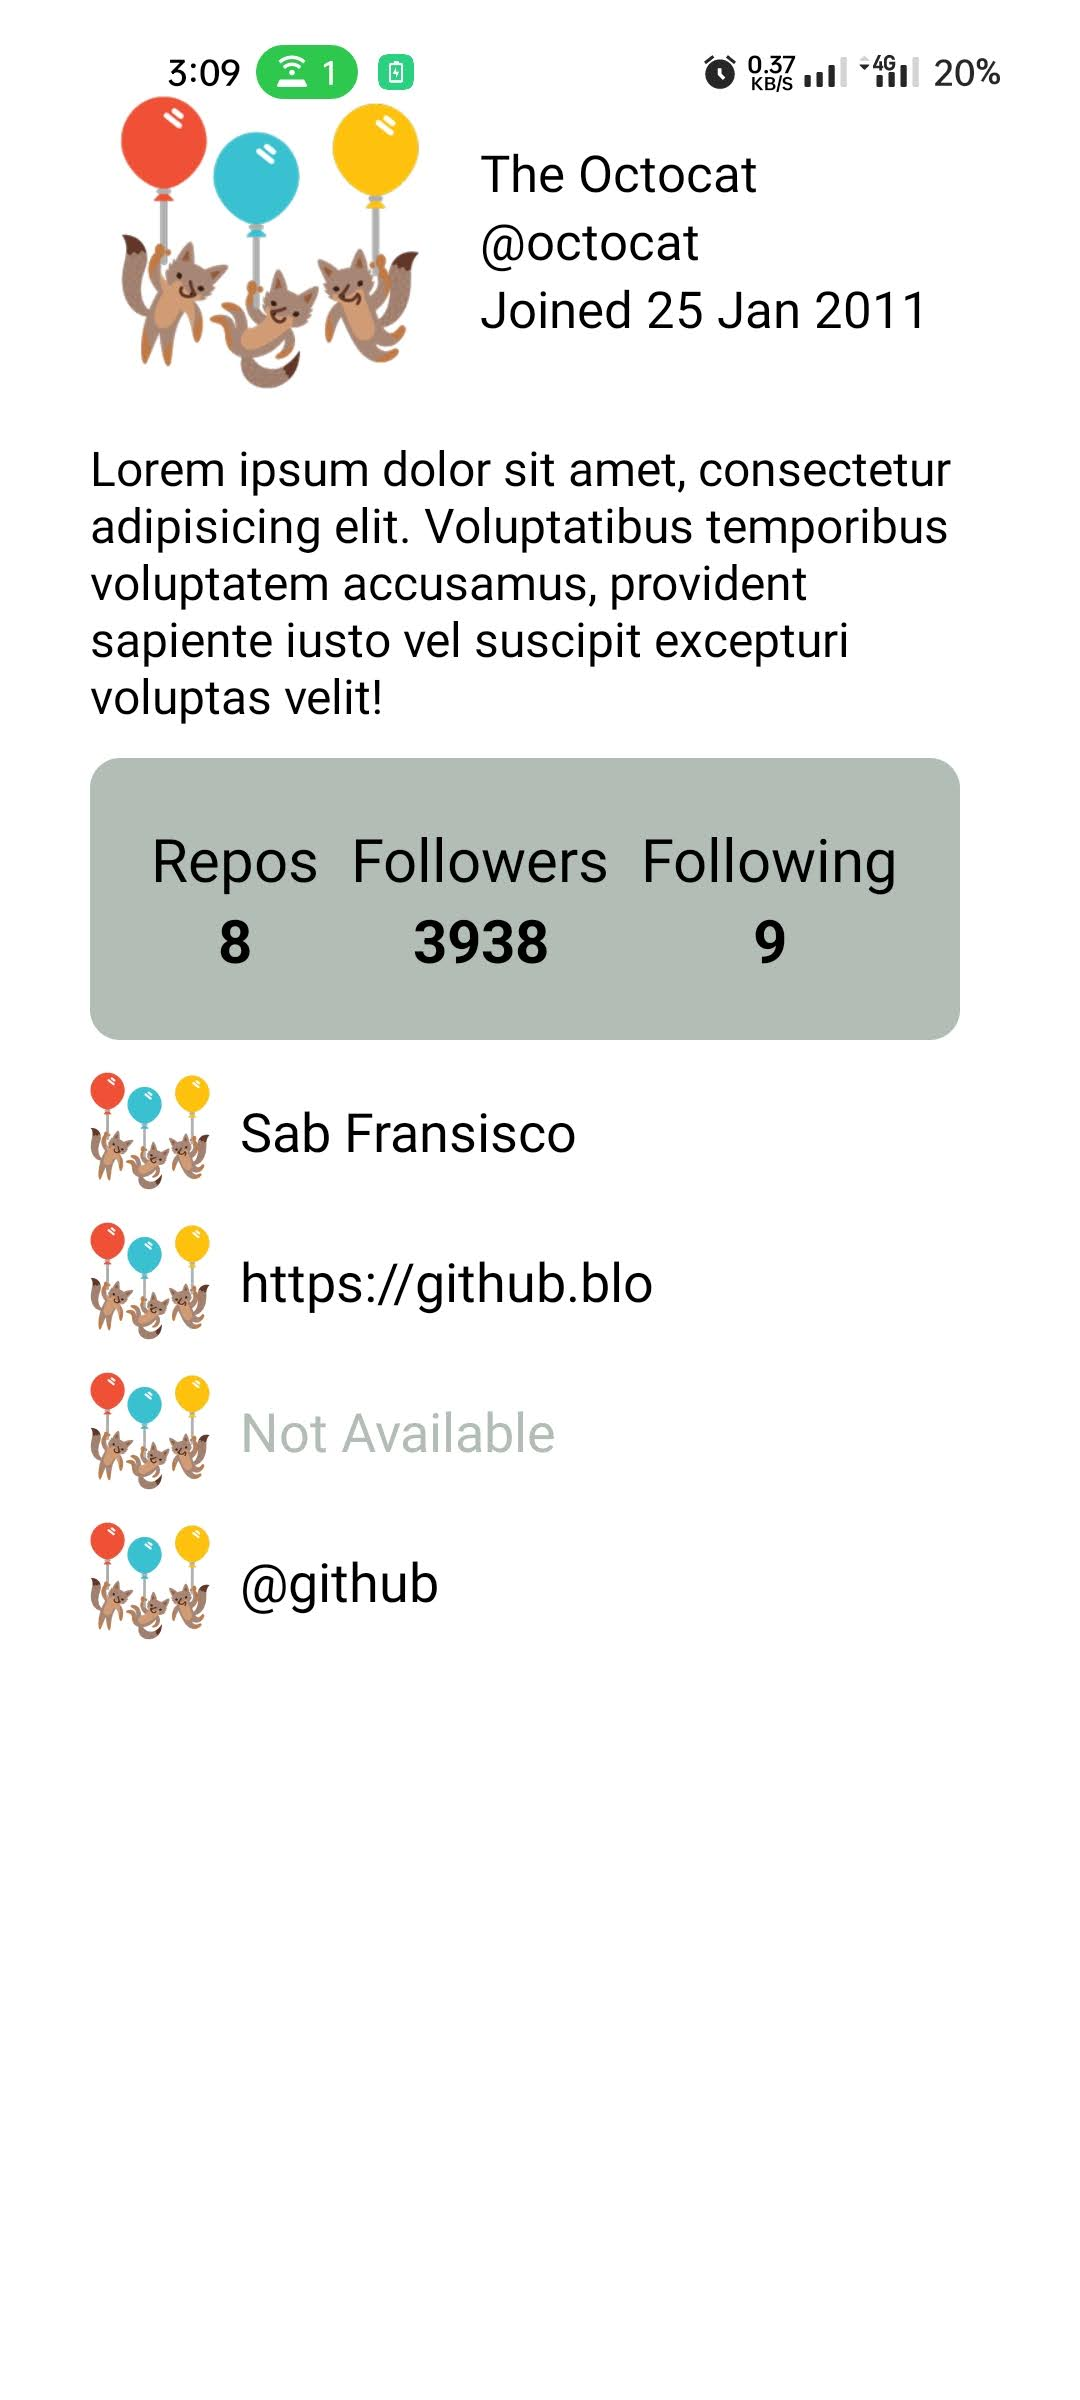 3:09 1 0.37 KB/S 4G 20%
The Octocat
@octocat
Joined 25 Jan 2011
Lorem ipsum dolor sit amet, consectetur
adipisicing elit. Voluptatibus temporibus
voluptatem accusamus, provident
sapiente iusto vel suscipit excepturi
voluptas velit!
Repos Followers Following
8 3938 9
Sab Fransisco
https://github.blo
Not Available
@github